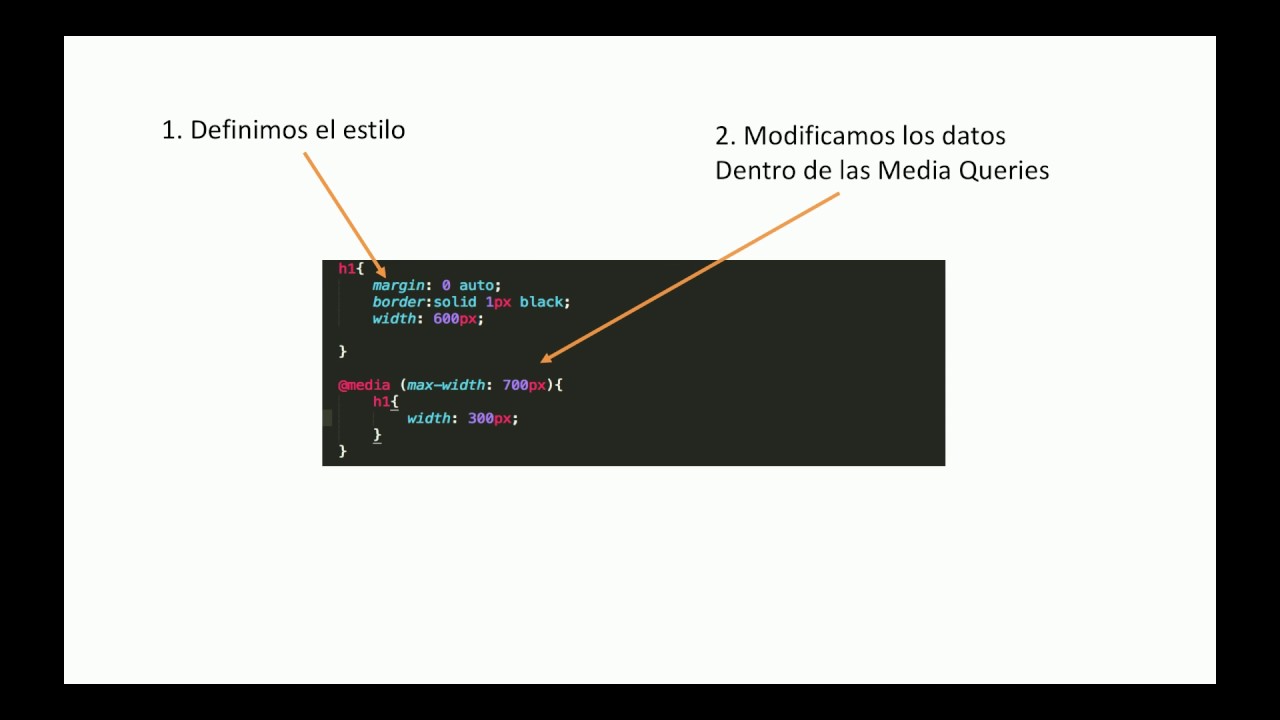 1. Definimos el estilo
2. Modificamos los datos
Dentro de las Media Queries
h1{
margin: 0 auto;
border:solid 1px black;
width: 600px;
}
@media (max-width: 700px){
h1{
width: 300px;
}
}